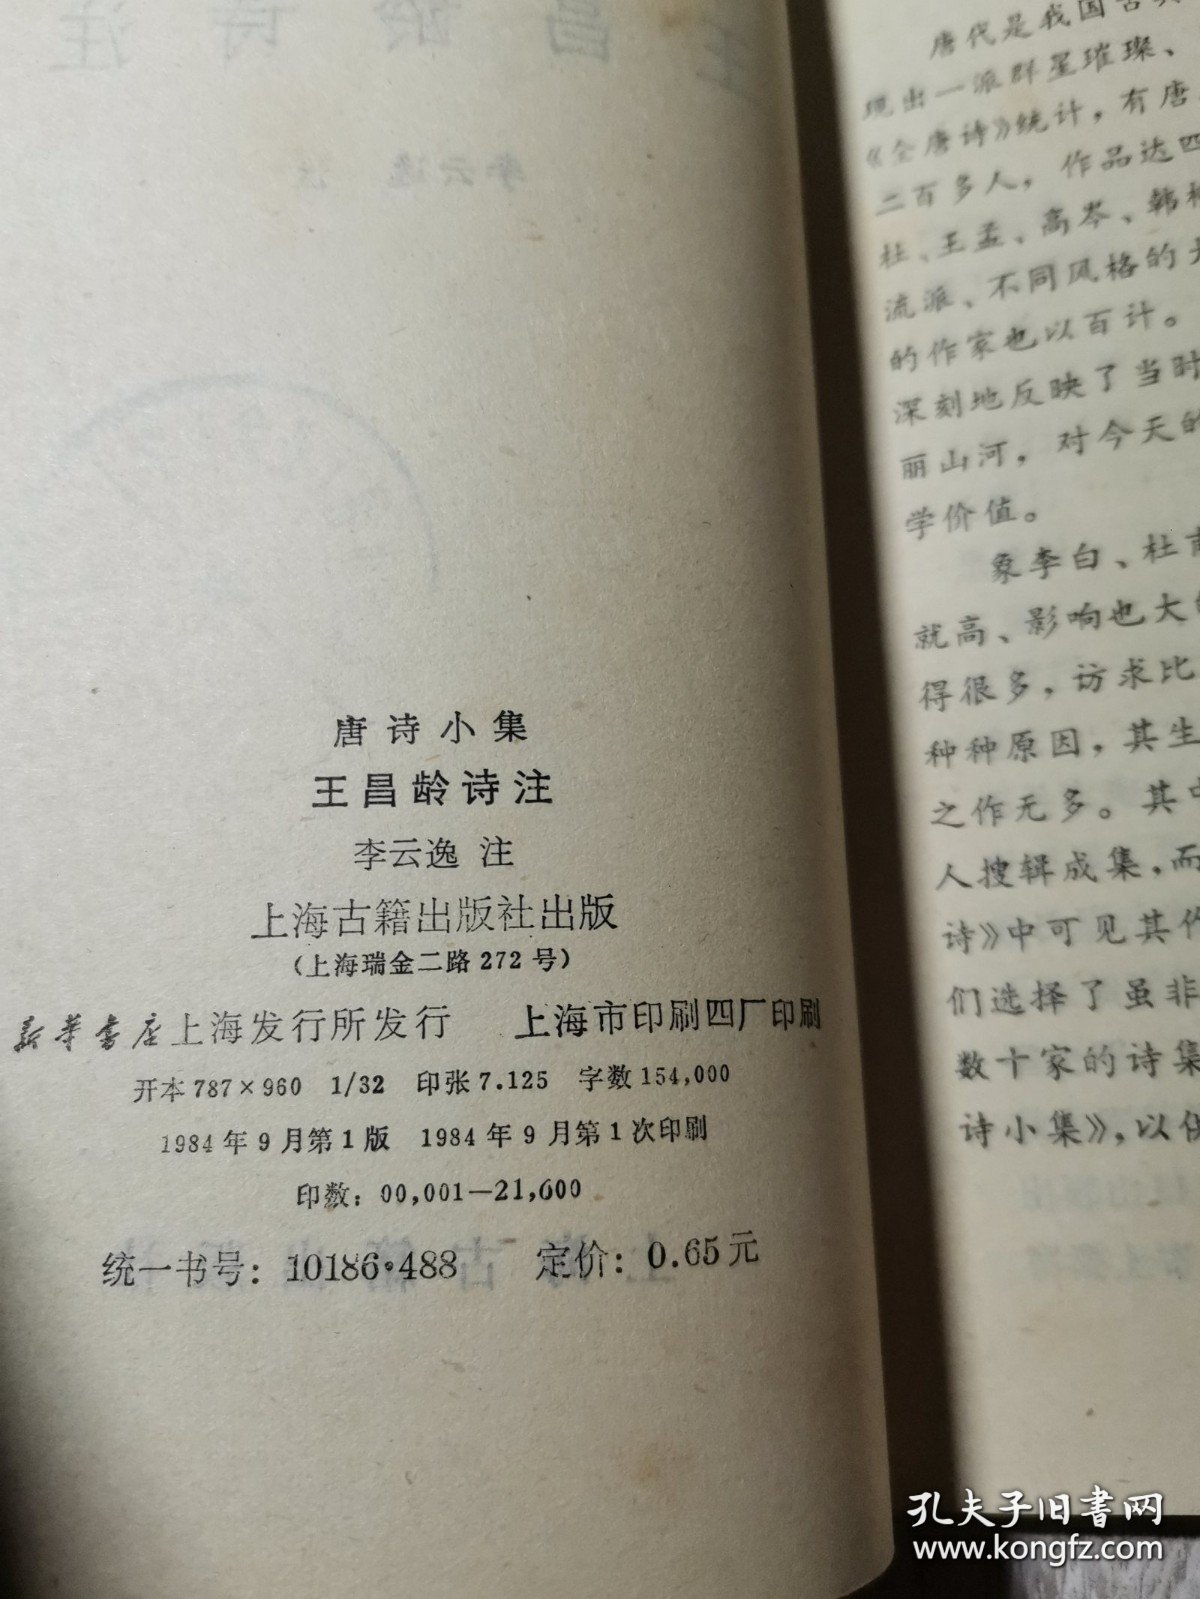 唐诗小集
王昌龄诗注
李云逸 注
上海古籍出版社出版
(上海瑞金二路272号)
新华书店上海发行所发行 上海市印刷四厂印刷
开本787×960 1/32 印张7.125 字数154,000
1984年9月第1版 1984年9月第1次印刷
印数:00,001—21,600
统一书号:10186·488 定价:0.65元
唐代是我国古典
现出一派群星璀璨、
《全唐诗》统计,有唐
二百多人,作品达四
杜、王孟、高岑、韩
流派、不同风格的
的作家也以百计。
深刻地反映了当时
丽山河,对今天的
学价值。
象李白、杜甫
就高、影响也大的
得很多,访求比
种种原因,其生
之作无多。其中
人搜辑成集,而
诗》中可见其作
们选择了虽非
数十家的诗集
诗小集》,以供
孔夫子旧书网
www.kongfz.com